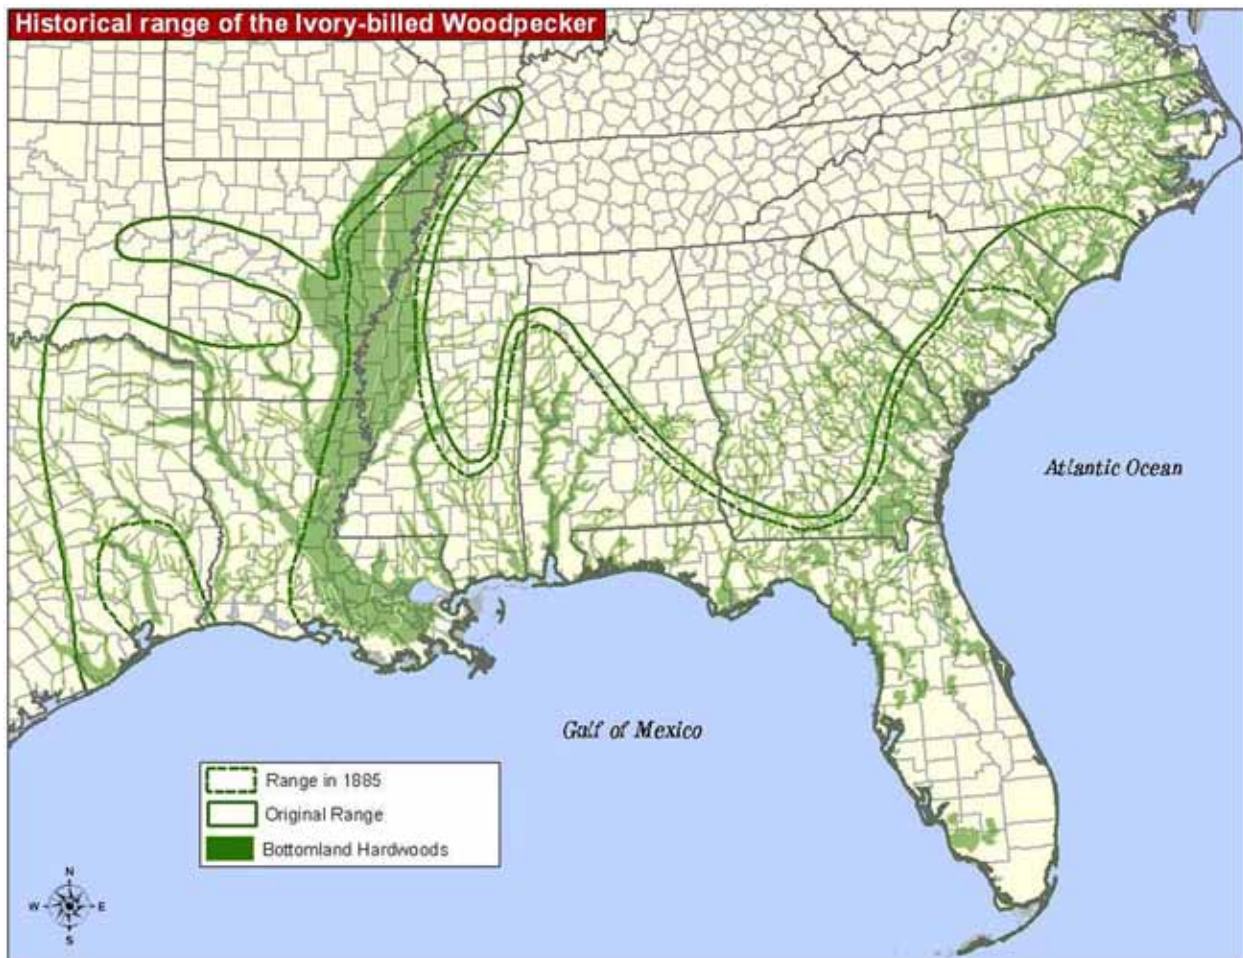 Historical range of the Ivory-billed Woodpecker
Atlantic Ocean
Gulf of Mexico
Range in 1885
Original Range
Bottomland Hardwoods
N
W E
S